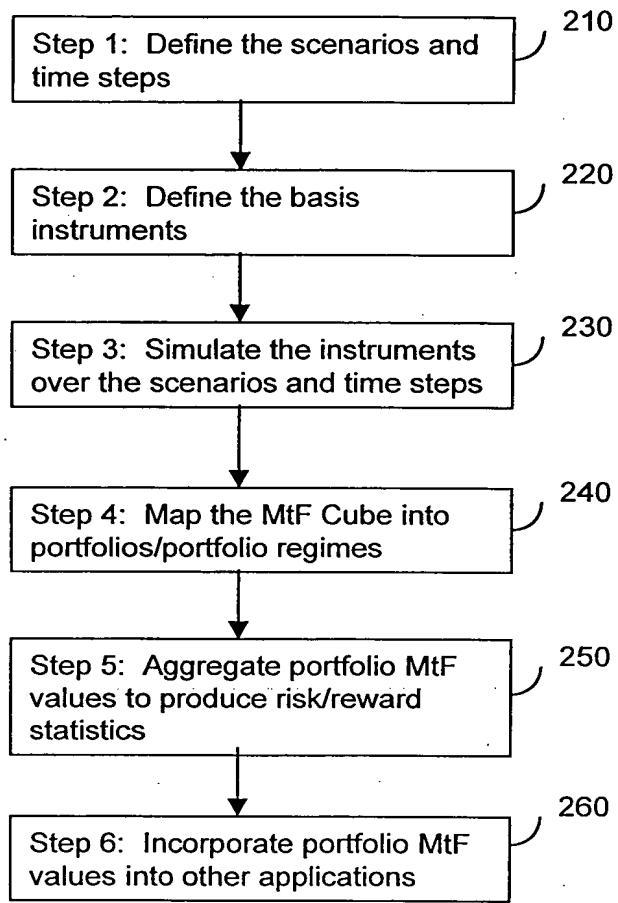 210
Step 1: Define the scenarios and
time steps
220
Step 2: Define the basis
instruments
230
Step 3: Simulate the instruments
over the scenarios and time steps
240
Step 4: Map the MtF Cube into
portfolios/portfolio regimes
250
Step 5: Aggregate portfolio MtF
values to produce risk/reward
statistics
260
Step 6: Incorporate portfolio MtF
values into other applications